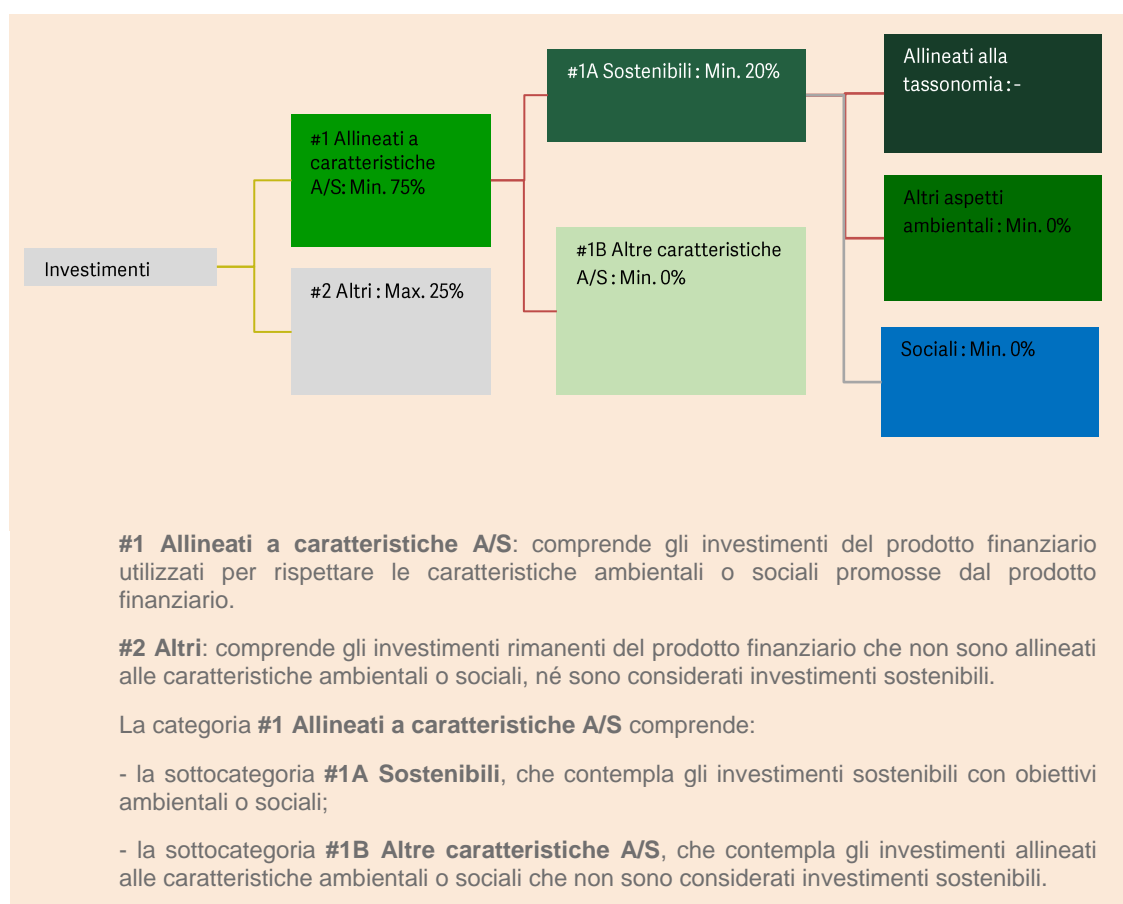 Investimenti
#1 Allineati a
caratteristiche
A/S: Min. 75%
#2 Altri : Max. 25%
#1A Sostenibili : Min. 20%
#1B Altre caratteristiche
A/S : Min. 0%
Allineati alla
tassonomia : -
Altri aspetti
ambientali : Min. 0%
Sociali : Min. 0%
#1 Allineati a caratteristiche A/S: comprende gli investimenti del prodotto finanziario
utilizzati per rispettare le caratteristiche ambientali o sociali promosse dal prodotto
finanziario.
#2 Altri: comprende gli investimenti rimanenti del prodotto finanziario che non sono allineati
alle caratteristiche ambientali o sociali, né sono considerati investimenti sostenibili.
La categoria #1 Allineati a caratteristiche A/S comprende:
- la sottocategoria #1A Sostenibili, che contempla gli investimenti sostenibili con obiettivi
ambientali o sociali;
- la sottocategoria #1B Altre caratteristiche A/S, che contempla gli investimenti allineati
alle caratteristiche ambientali o sociali che non sono considerati investimenti sostenibili.